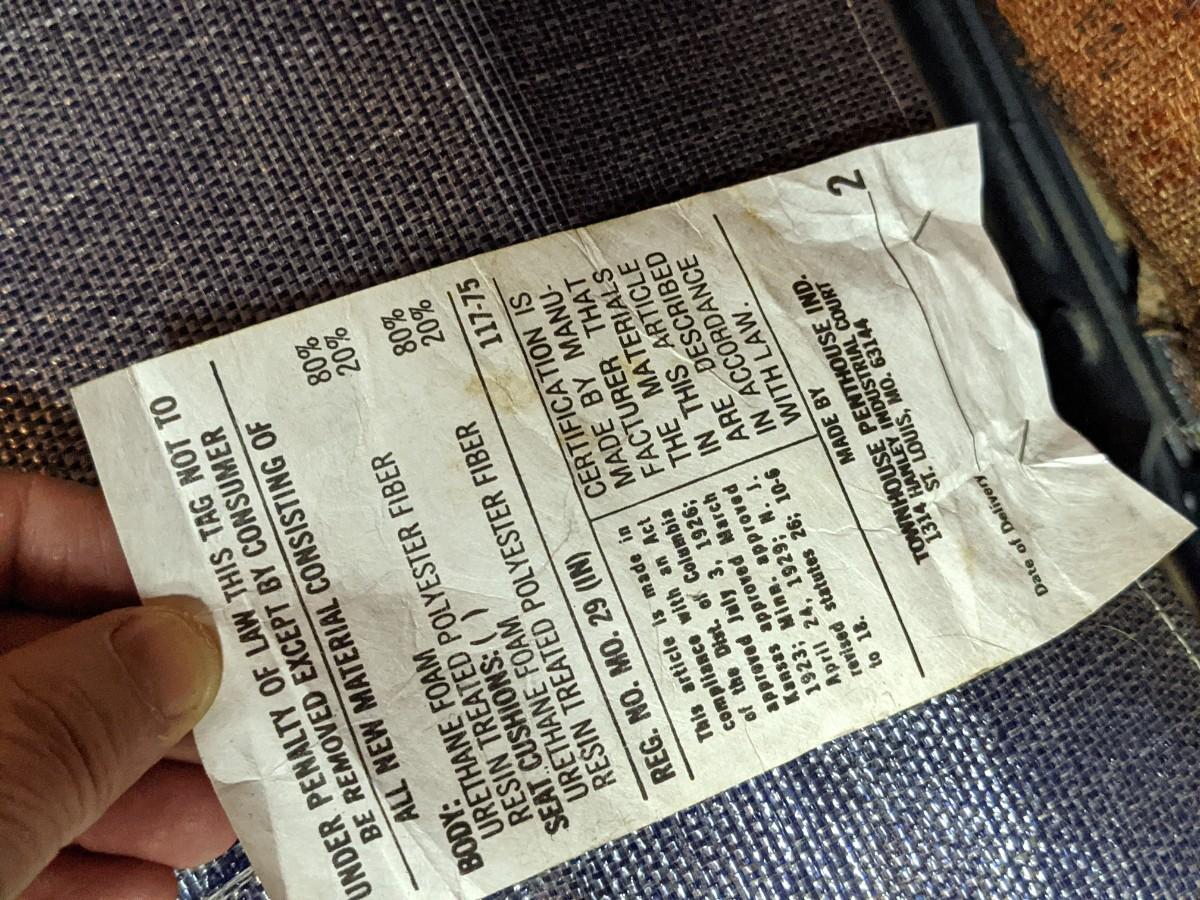 UNDER PENALTY OF LAW THIS TAG NOT TO
BE REMOVED EXCEPT BY CONSUMER
ALL NEW MATERIAL CONSISTING OF
BODY:
URETHANE FOAM 80%
RESIN TREATED POLYESTER FIBER 20%
SEAT CUSHIONS: ( )
URETHANE FOAM 80%
RESIN TREATED POLYESTER FIBER 20%
REG. NO. MO. 29 (IN) 117-75
This article is made in
compliance with an Act
of the Dist. of Columbia
approved July 3, 1926;
Kansas approved March
1923; Minn. approved
April 24, 1929; N. J.
revised statutes 26; 10-6
to 18.
CERTIFICATION IS
MADE BY MANU-
FACTURER THAT
THE MATERIALS
IN THIS ARTICLE
ARE DESCRIBED
IN ACCORDANCE
WITH LAW.
MADE BY
TOWNHOUSE PENTHOUSE IND.
1314 HANLEY INDUSTRIAL COURT
ST. LOUIS, MO. 63144
2
Date of Delivery